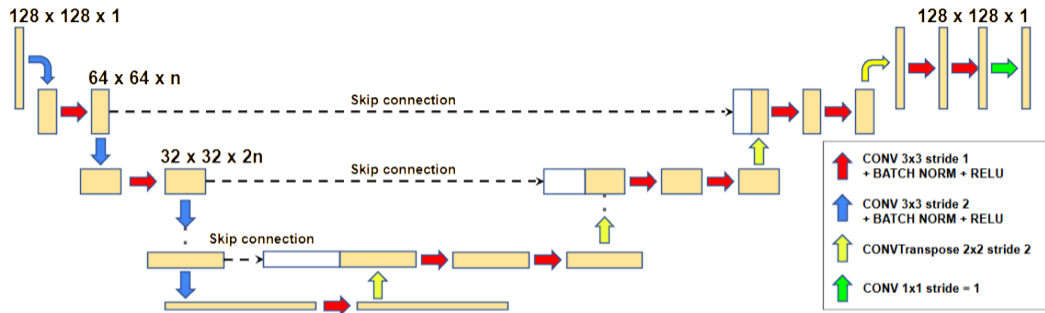 128 x 128 x 1
128 x 128 x 1
64 x 64 x n
Skip connection
32 x 32 x 2n
Skip connection
Skip connection
CONV 3x3 stride 1
+ BATCH NORM + RELU
CONV 3x3 stride 2
+ BATCH NORM + RELU
CONVTranspose 2x2 stride 2
CONV 1x1 stride = 1